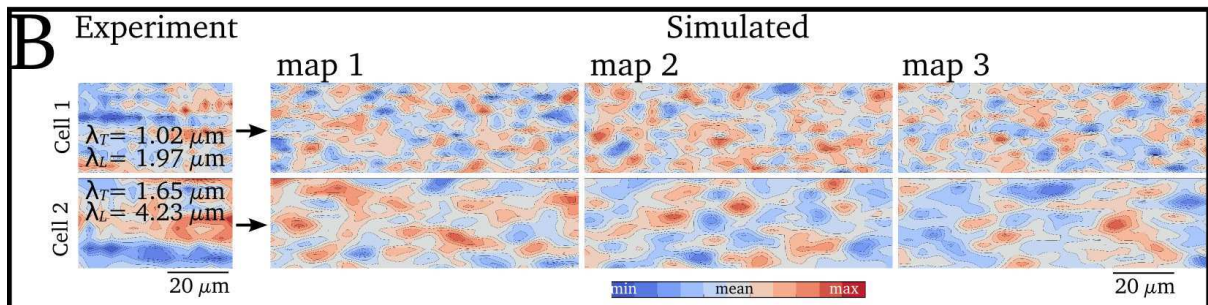 B
Experiment
Simulated
map 1
map 2
map 3
Cell 1
λT= 1.02 μm
λL= 1.97 μm
Cell 2
λT= 1.65 μm
λL= 4.23 μm
20 μm
min mean max
20 μm